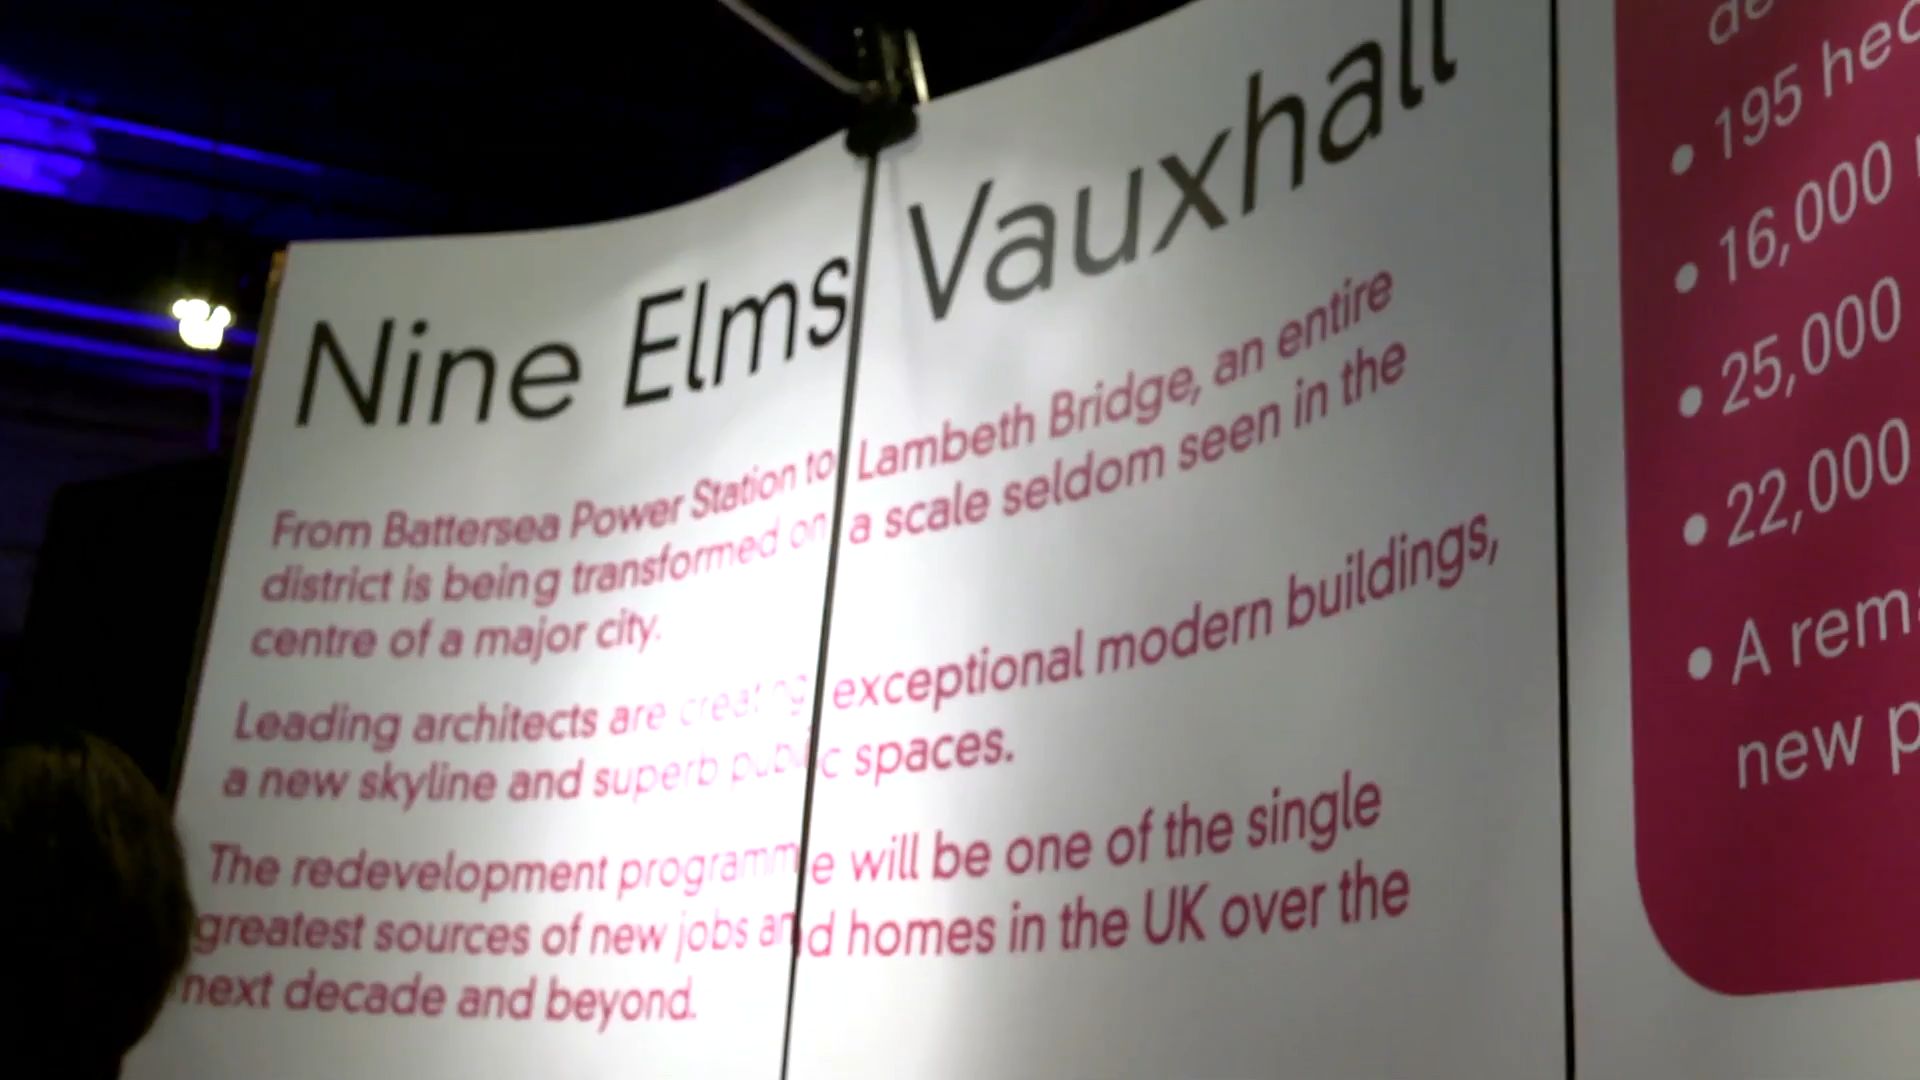 Nine Elms Vauxhall
From Battersea Power Station to Lambeth Bridge, an entire
district is being transformed on a scale seldom seen in the
centre of a major city.
Leading architects are creating exceptional modern buildings,
a new skyline and superb public spaces.
The redevelopment programme will be one of the single
greatest sources of new jobs and homes in the UK over the
next decade and beyond.
• 195
• 16,000
• 25,000
• 22,000
• A
new